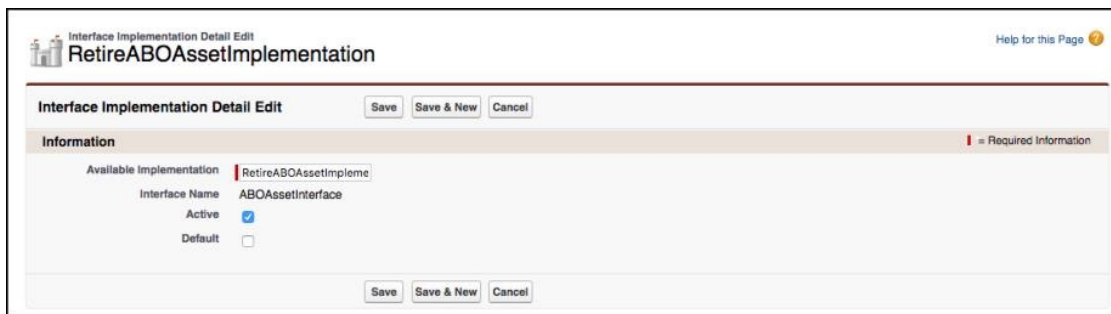 Interface Implementation Detail Edit
RetireABOAssetImplementation
Help for this Page
Interface Implementation Detail Edit
Save
Save & New
Cancel
Information
= Required Information
Available Implementation
RetireABOAssetImpleme
Interface Name
ABOAssetInterface
Active
Default
Save
Save & New
Cancel